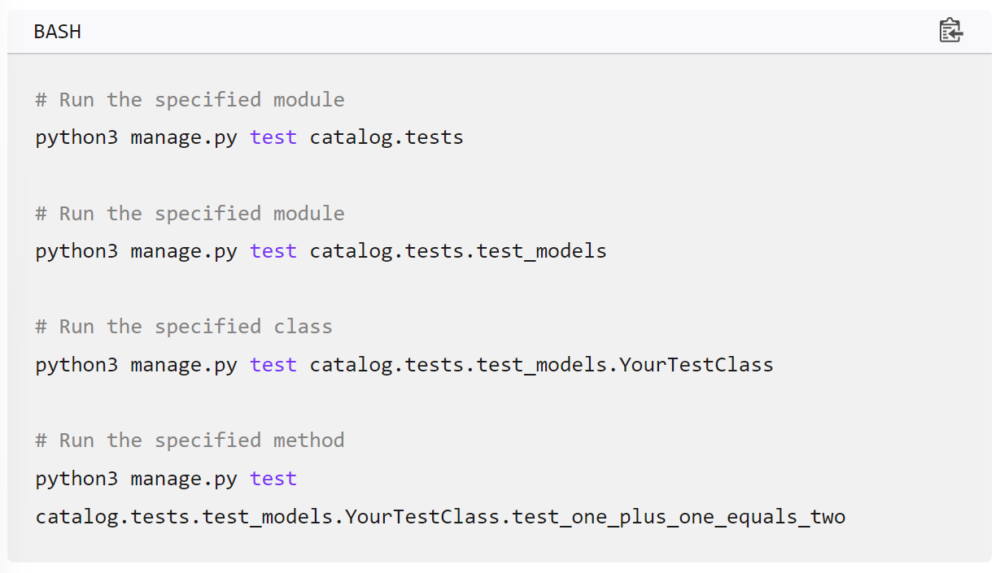 BASH
# Run the specified module
python3 manage.py test catalog.tests
# Run the specified module
python3 manage.py test catalog.tests.test_models
# Run the specified class
python3 manage.py test catalog.tests.test_models.YourTestClass
# Run the specified method
python3 manage.py test
catalog.tests.test_models.YourTestClass.test_one_plus_one_equals_two